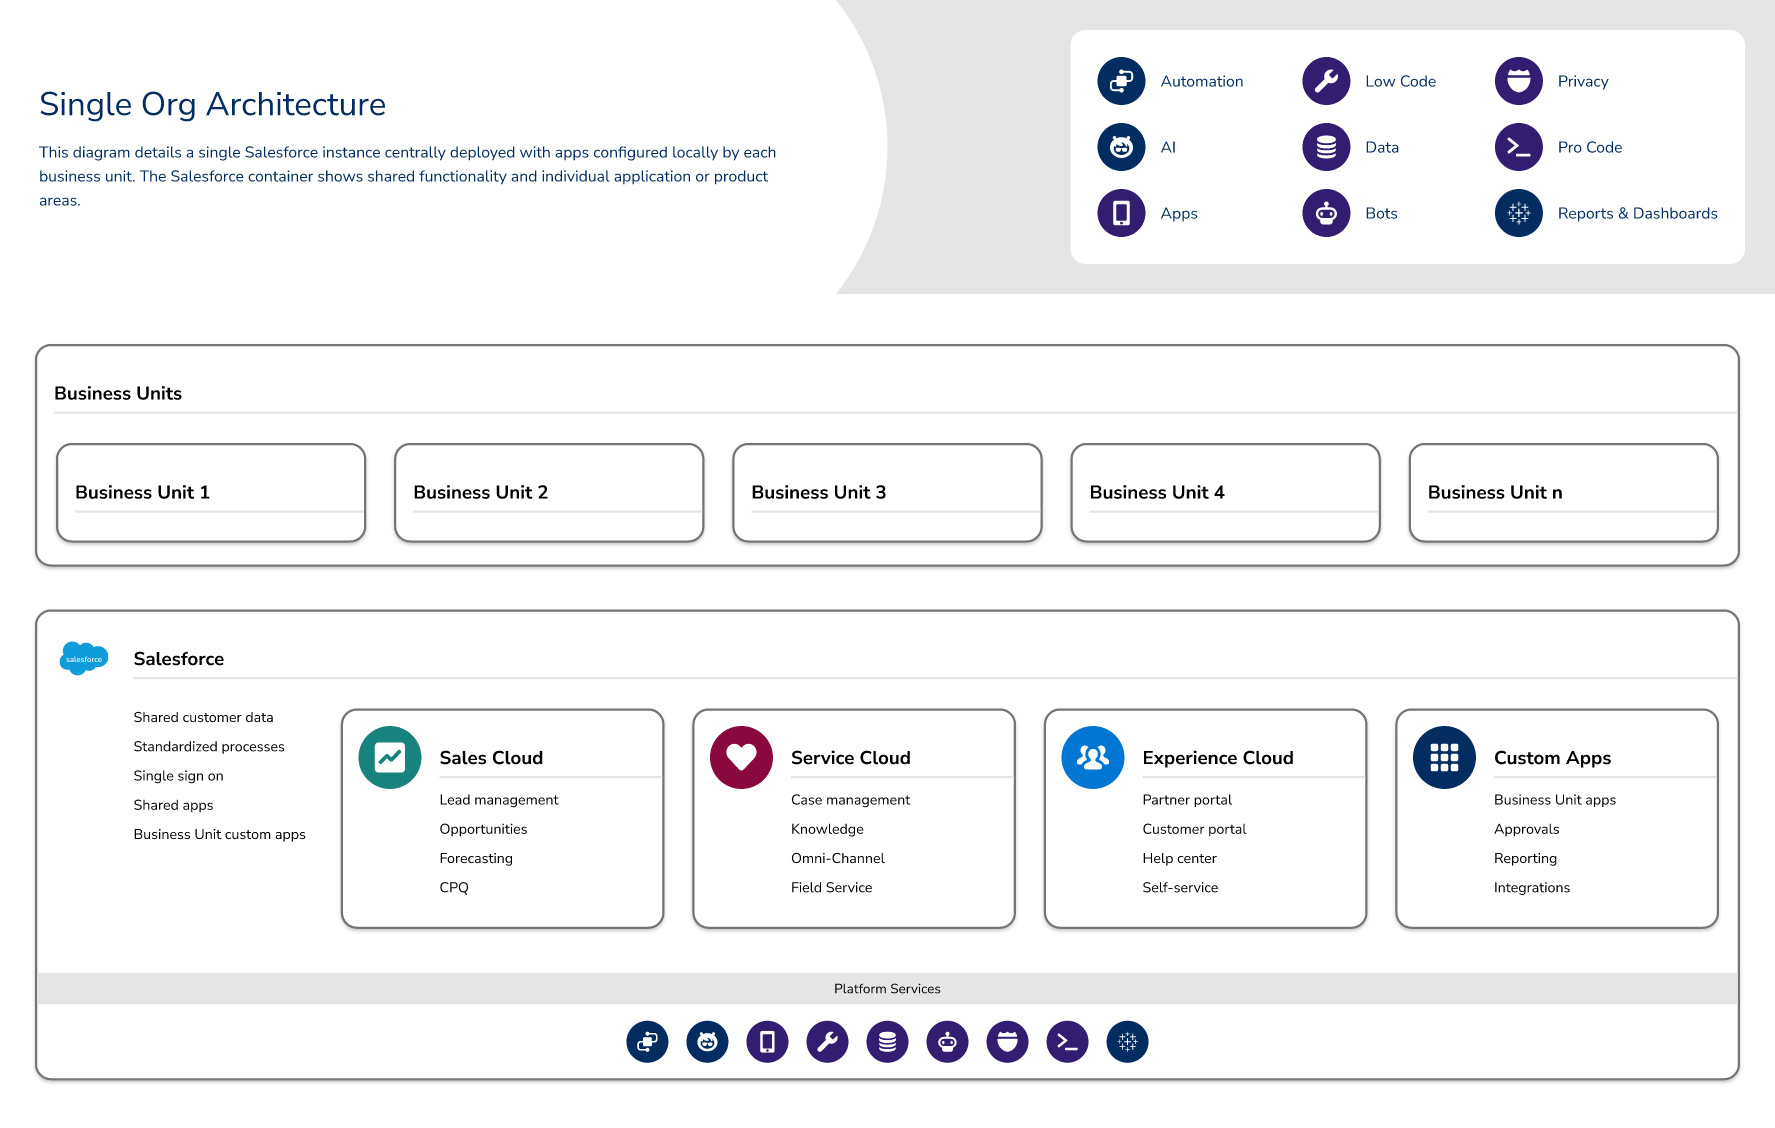 Single Org Architecture
This diagram details a single Salesforce instance centrally deployed with apps configured locally by each
business unit. The Salesforce container shows shared functionality and individual application or product
areas.
Automation
Low Code
Privacy
AI
Data
Pro Code
Apps
Bots
Reports & Dashboards
Business Units
Business Unit 1
Business Unit 2
Business Unit 3
Business Unit 4
Business Unit n
salesforce
Salesforce
Shared customer data
Standardized processes
Single sign on
Shared apps
Business Unit custom apps
Sales Cloud
Lead management
Opportunities
Forecasting
CPQ
Service Cloud
Case management
Knowledge
Omni-Channel
Field Service
Experience Cloud
Partner portal
Customer portal
Help center
Self-service
Custom Apps
Business Unit apps
Approvals
Reporting
Integrations
Platform Services